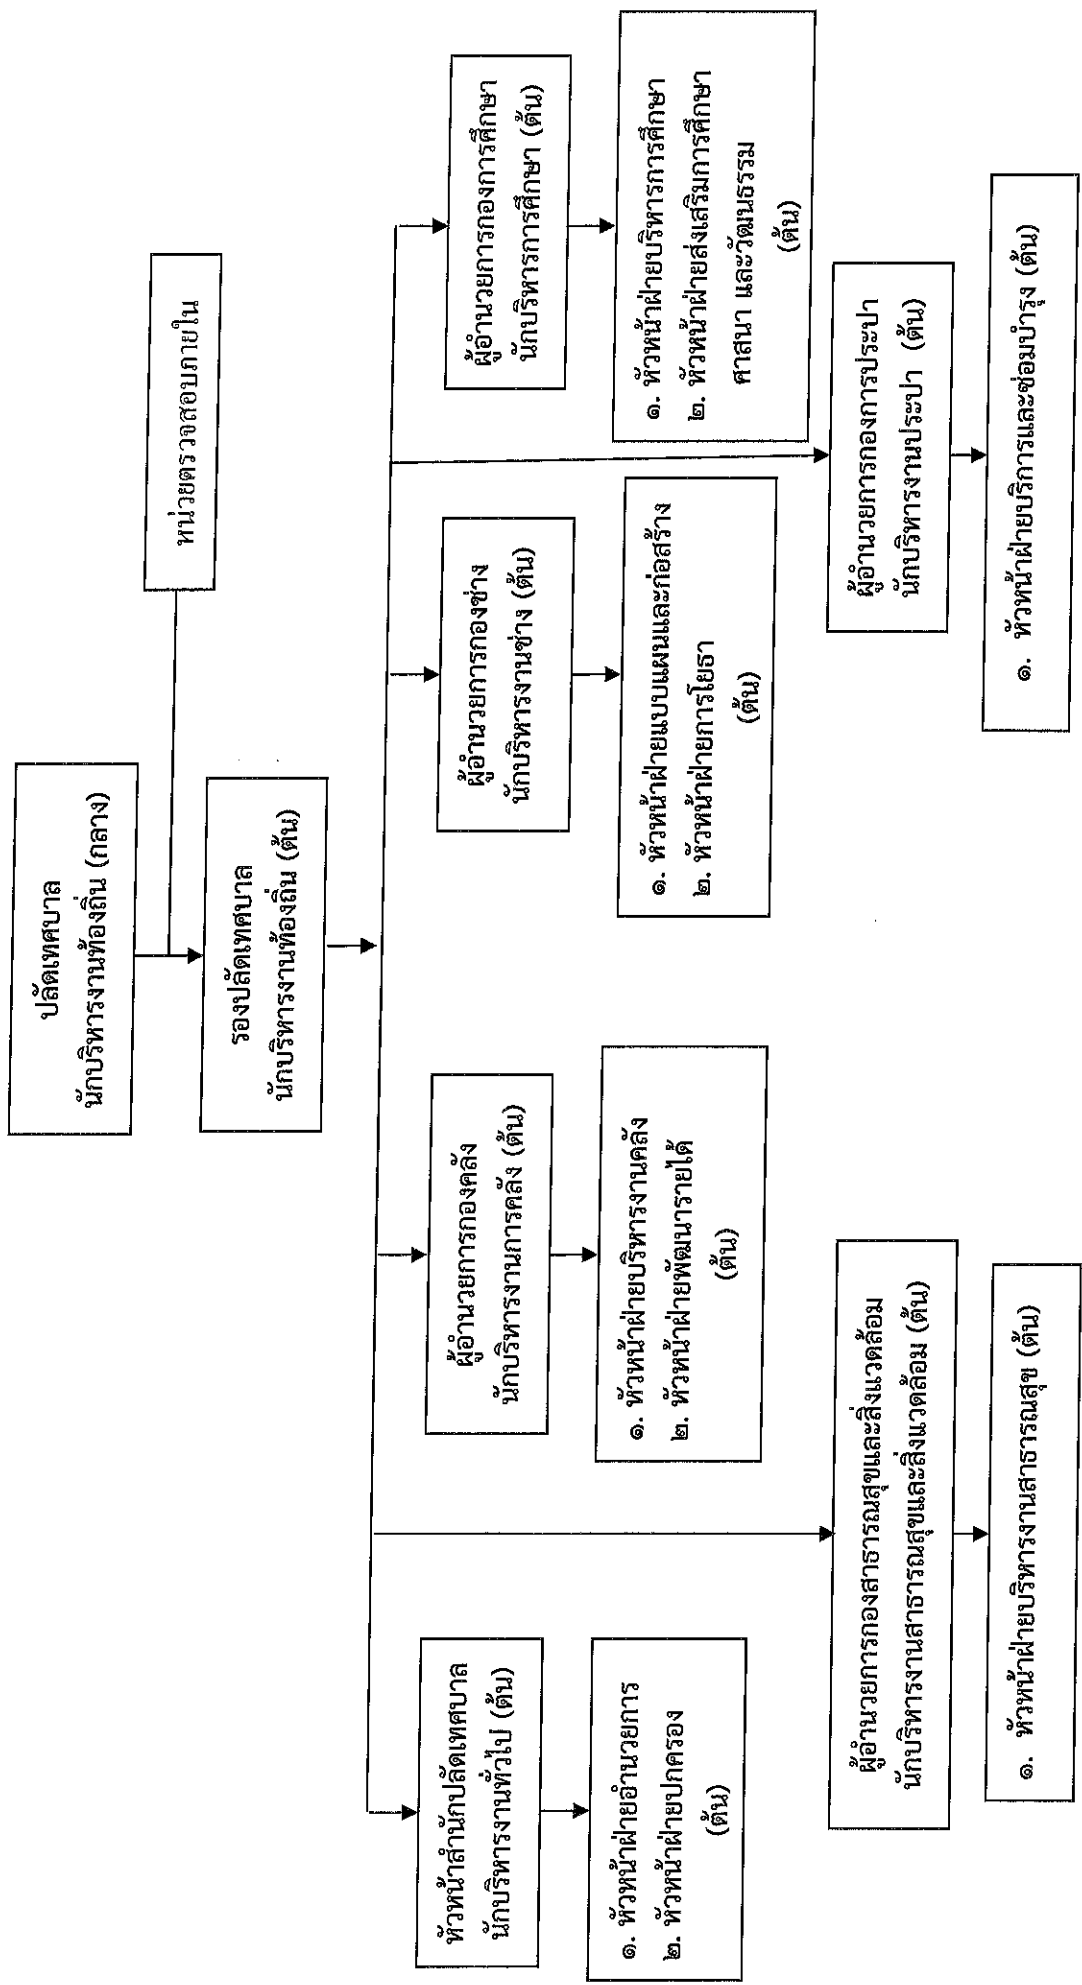 ปลัดเทศบาล
นักบริหารงานท้องถิ่น (กลาง)
หน่วยตรวจสอบภายใน
รองปลัดเทศบาล
นักบริหารงานท้องถิ่น (ต้น)
หัวหน้าสำนักปลัดเทศบาล
นักบริหารงานทั่วไป (ต้น)
๑. หัวหน้าฝ่ายอำนวยการ
๒. หัวหน้าฝ่ายปกครอง
(ต้น)
ผู้อำนวยการกองคลัง
นักบริหารงานการคลัง (ต้น)
๑. หัวหน้าฝ่ายบริหารงานคลัง
๒. หัวหน้าฝ่ายพัฒนารายได้
(ต้น)
ผู้อำนวยการกองช่าง
นักบริหารงานช่าง (ต้น)
๑. หัวหน้าฝ่ายแบบแผนและก่อสร้าง
๒. หัวหน้าฝ่ายการโยธา
(ต้น)
ผู้อำนวยการกองการศึกษา
นักบริหารการศึกษา (ต้น)
๑. หัวหน้าฝ่ายบริหารการศึกษา
๒. หัวหน้าฝ่ายส่งเสริมการศึกษา
ศาสนา และวัฒนธรรม
(ต้น)
ผู้อำนวยการกองสาธารณสุขและสิ่งแวดล้อม
นักบริหารงานสาธารณสุขและสิ่งแวดล้อม (ต้น)
๑. หัวหน้าฝ่ายบริหารงานสาธารณสุข (ต้น)
ผู้อำนวยการกองการประปา
นักบริหารงานประปา (ต้น)
๑. หัวหน้าฝ่ายบริการและซ่อมบำรุง (ต้น)